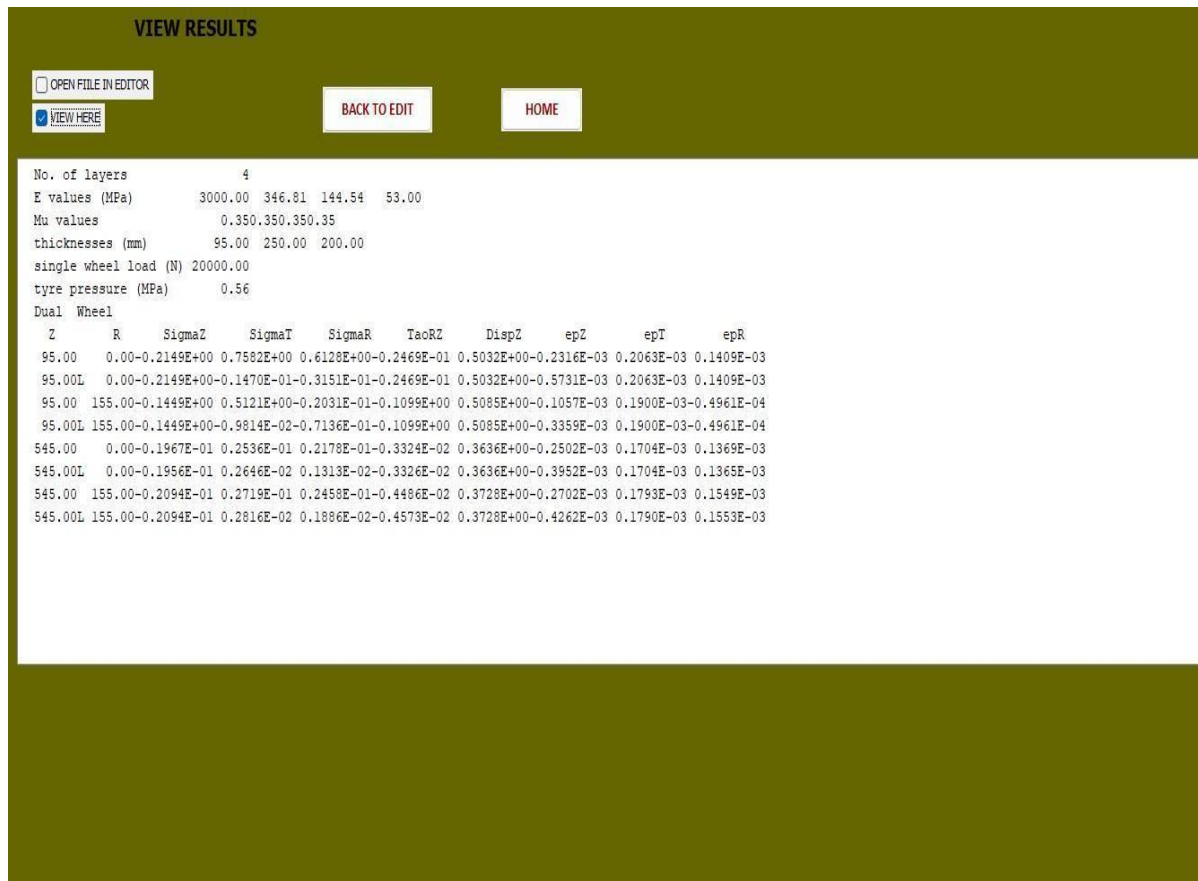 VIEW RESULTS
OPEN FIILE IN EDITOR
VIEW HERE
BACK TO EDIT
HOME
No. of layers 4
E values (MPa) 3000.00 346.81 144.54 53.00
Mu values 0.350.350.350.35
thicknesses (mm) 95.00 250.00 200.00
single wheel load (N) 20000.00
tyre pressure (MPa) 0.56
Dual Wheel
Z R SigmaZ SigmaT SigmaR TaoRZ DispZ epZ epT epR
95.00 0.00-0.2149E+00 0.7582E+00 0.6128E+00-0.2469E-01 0.5032E+00-0.2316E-03 0.2063E-03 0.1409E-03
95.00L 0.00-0.2149E+00-0.1470E-01-0.3151E-01-0.2469E-01 0.5032E+00-0.5731E-03 0.2063E-03 0.1409E-03
95.00 155.00-0.1449E+00 0.5121E+00-0.2031E-01-0.1099E+00 0.5085E+00-0.1057E-03 0.1900E-03-0.4961E-04
95.00L 155.00-0.1449E+00-0.9814E-02-0.7136E-01-0.1099E+00 0.5085E+00-0.3359E-03 0.1900E-03-0.4961E-04
545.00 0.00-0.1967E-01 0.2536E-01 0.2178E-01-0.3324E-02 0.3636E+00-0.2502E-03 0.1704E-03 0.1369E-03
545.00L 0.00-0.1956E-01 0.2646E-02 0.1313E-02-0.3326E-02 0.3636E+00-0.3952E-03 0.1704E-03 0.1365E-03
545.00 155.00-0.2094E-01 0.2719E-01 0.2458E-01-0.4486E-02 0.3728E+00-0.2702E-03 0.1793E-03 0.1549E-03
545.00L 155.00-0.2094E-01 0.2816E-02 0.1886E-02-0.4573E-02 0.3728E+00-0.4262E-03 0.1790E-03 0.1553E-03